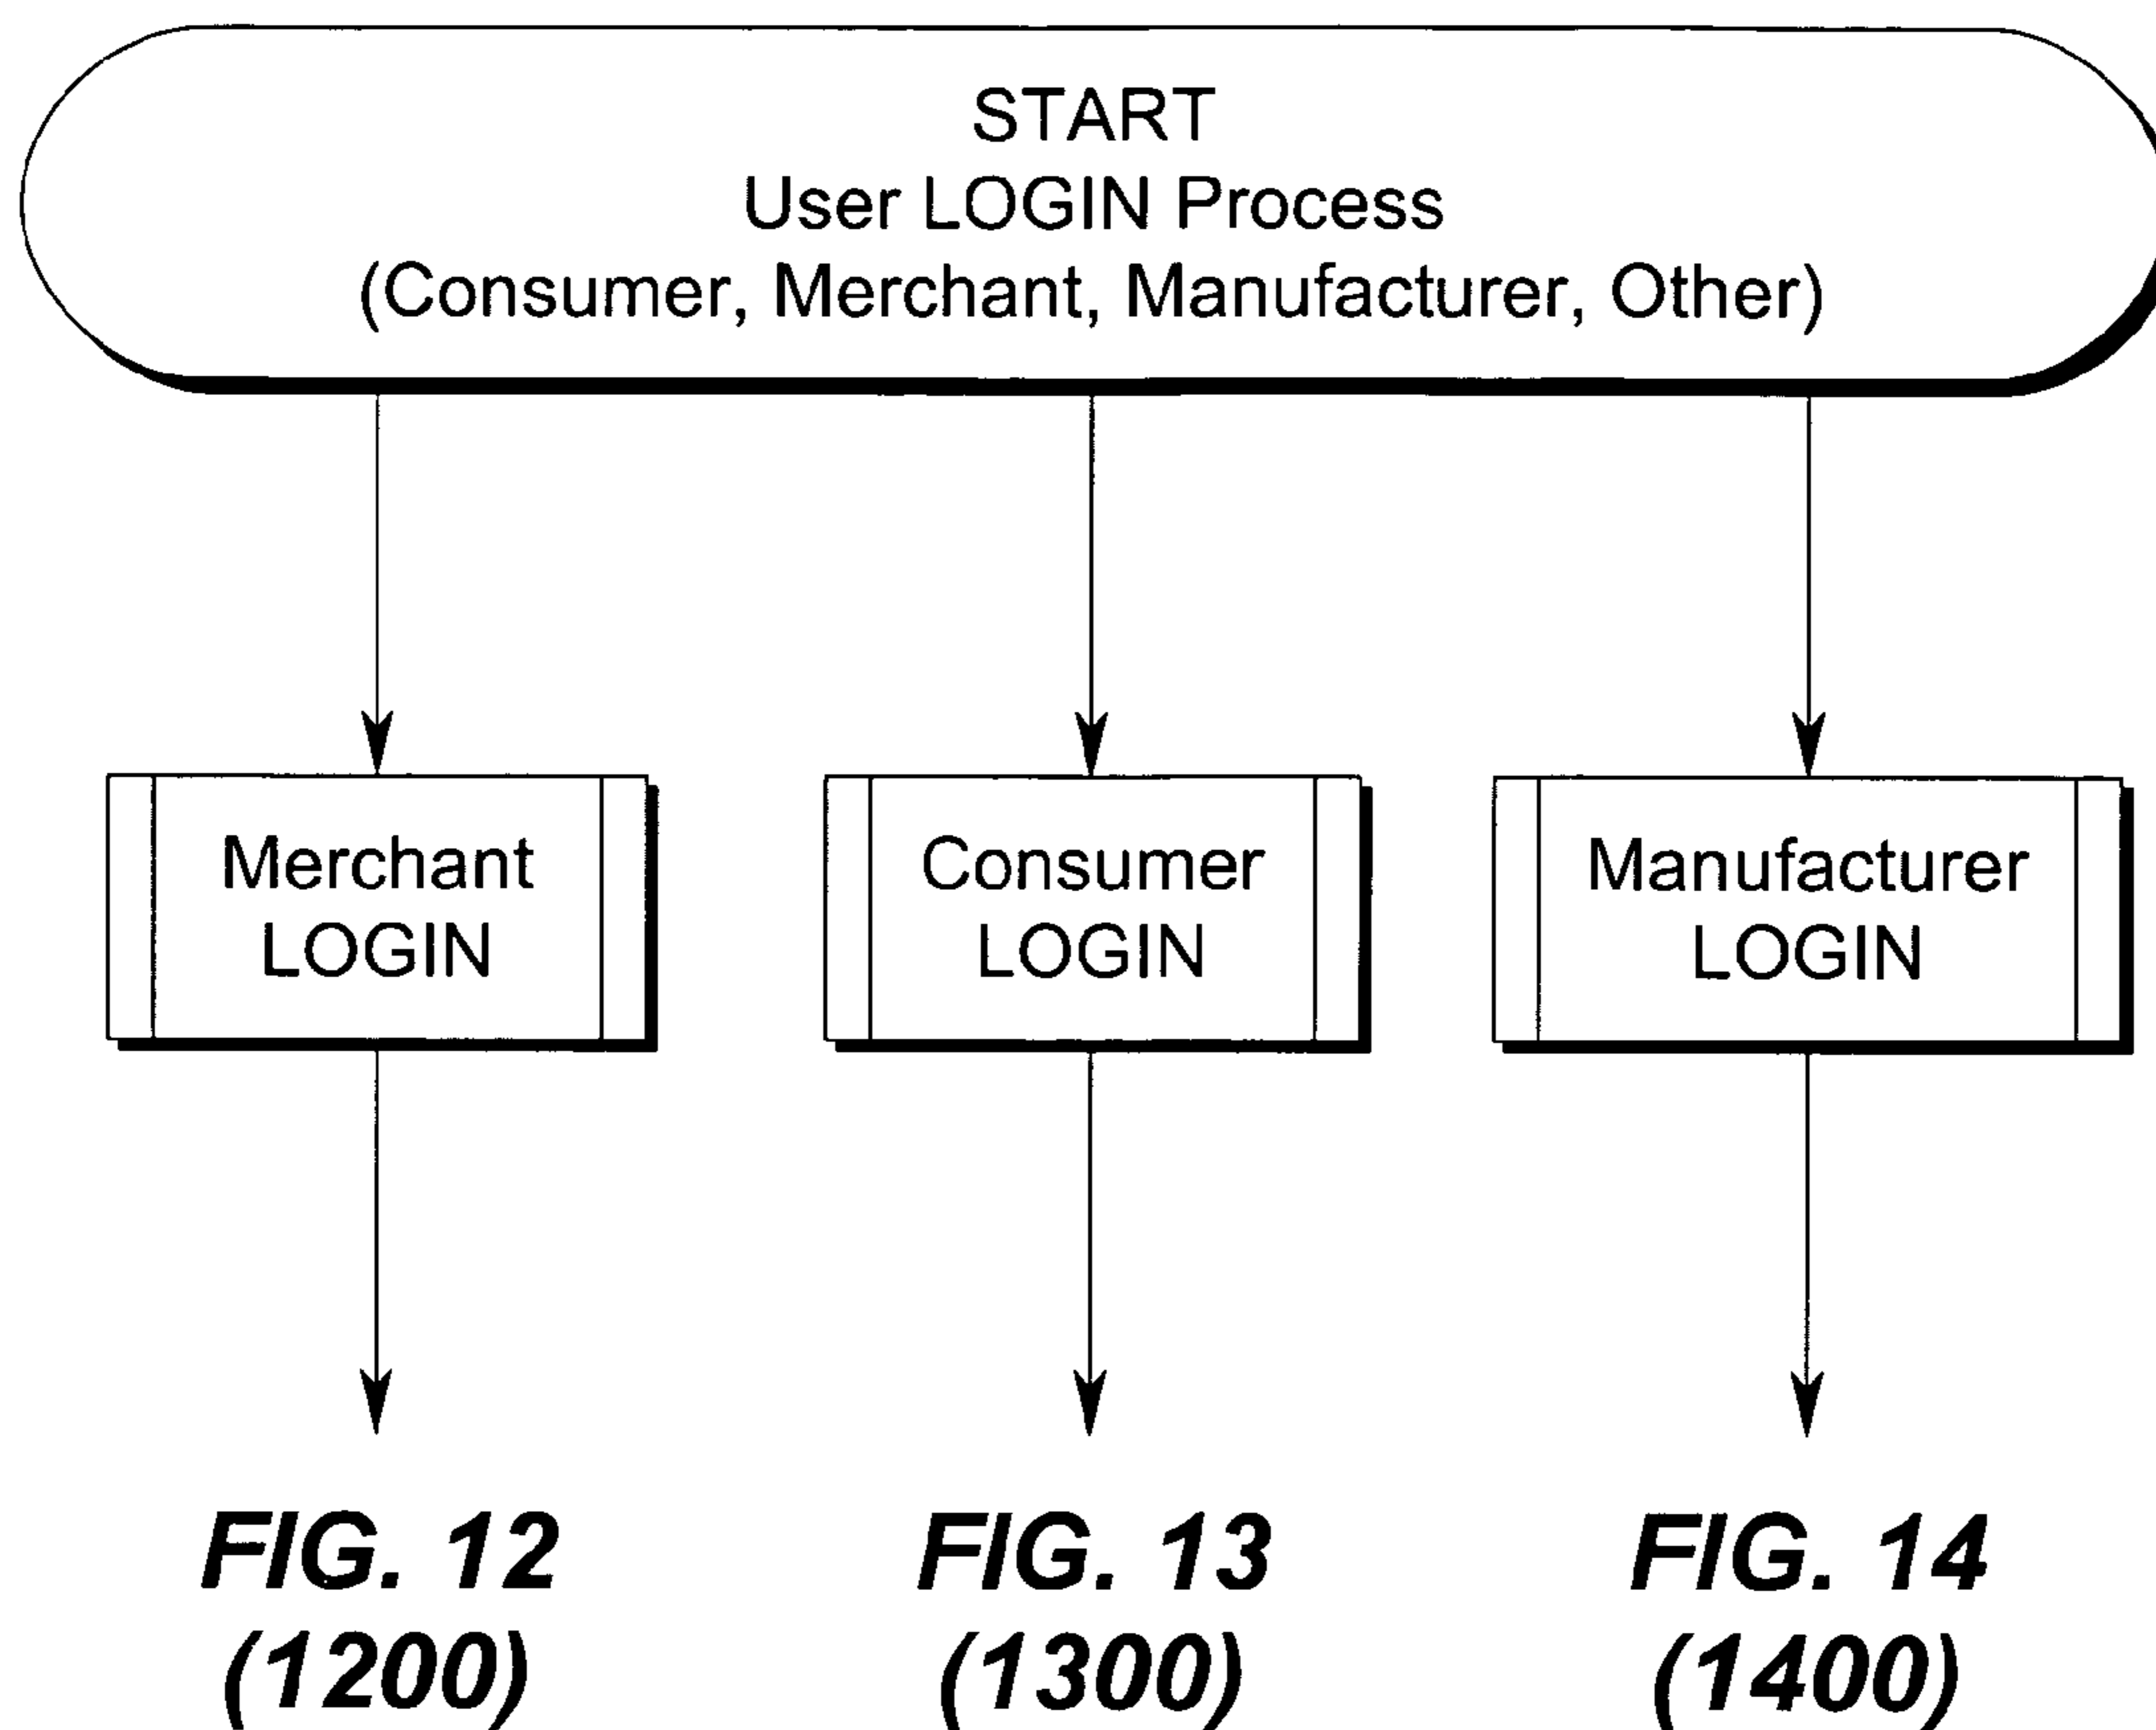 START
User LOGIN Process
(Consumer, Merchant, Manufacturer, Other)
Merchant
LOGIN
Consumer
LOGIN
Manufacturer
LOGIN
FIG. 12
(1200)
FIG. 13
(1300)
FIG. 14
(1400)